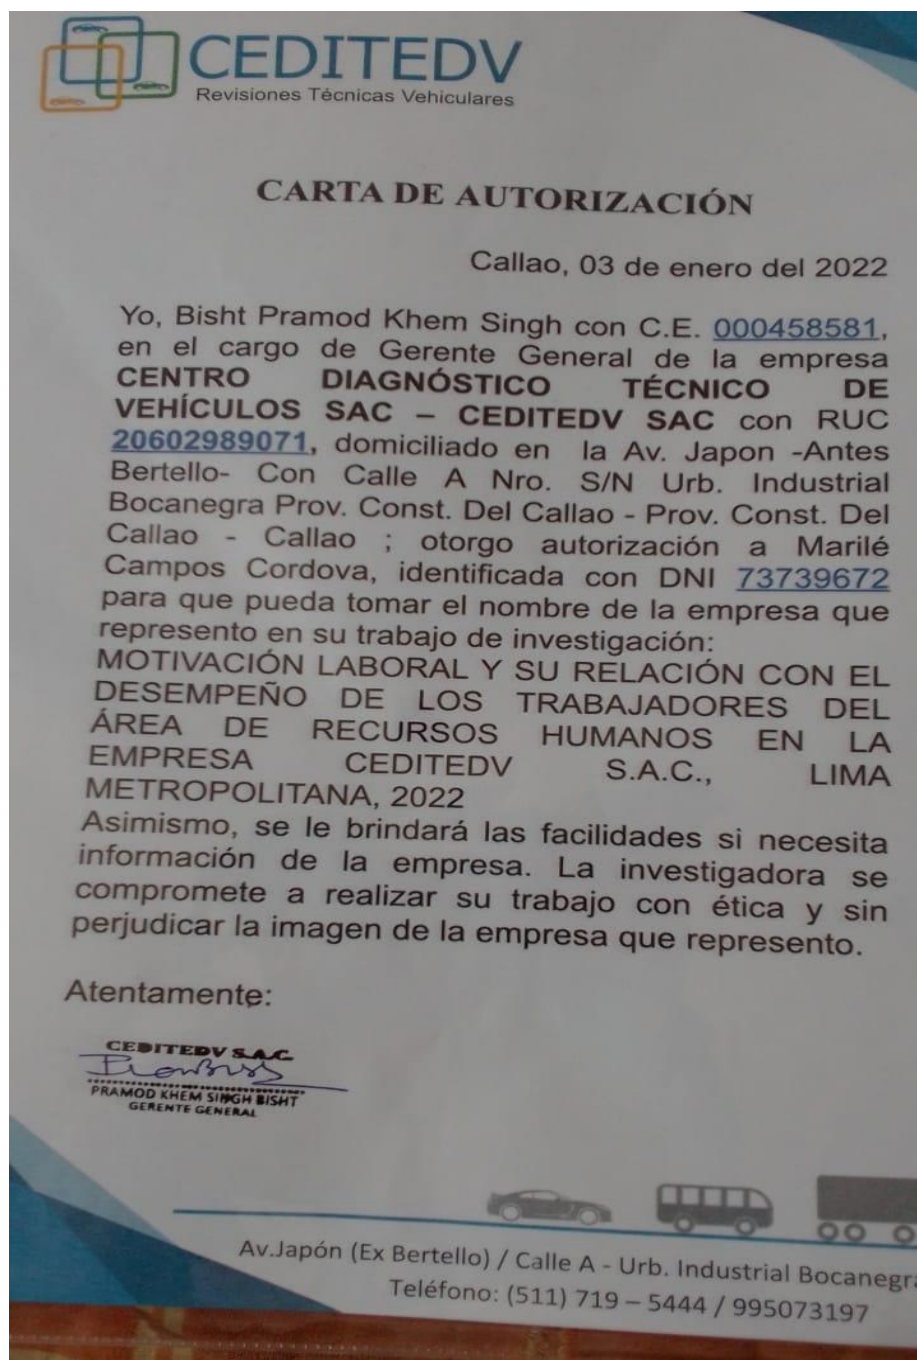 CEDITEDV
Revisiones Técnicas Vehiculares
CARTA DE AUTORIZACIÓN
Callao, 03 de enero del 2022
Yo, Bisht Pramod Khem Singh con C.E. 000458581,
en el cargo de Gerente General de la empresa
CENTRO DIAGNÓSTICO TÉCNICO DE
VEHÍCULOS SAC – CEDITEDV SAC con RUC
20602989071, domiciliado en la Av. Japon -Antes
Bertello- Con Calle A Nro. S/N Urb. Industrial
Bocanegra Prov. Const. Del Callao - Prov. Const. Del
Callao - Callao ; otorgo autorización a Marilé
Campos Cordova, identificada con DNI 73739672
para que pueda tomar el nombre de la empresa que
represento en su trabajo de investigación:
MOTIVACIÓN LABORAL Y SU RELACIÓN CON EL
DESEMPEÑO DE LOS TRABAJADORES DEL
ÁREA DE RECURSOS HUMANOS EN LA
EMPRESA CEDITEDV S.A.C., LIMA
METROPOLITANA, 2022
Asimismo, se le brindará las facilidades si necesita
información de la empresa. La investigadora se
compromete a realizar su trabajo con ética y sin
perjudicar la imagen de la empresa que represento.
Atentamente:
CEDITEDV S.A.C.
PRAMOD KHEM SINGH BISHT
GERENTE GENERAL
Av.Japón (Ex Bertello) / Calle A - Urb. Industrial Bocanegra
Teléfono: (511) 719 – 5444 / 995073197